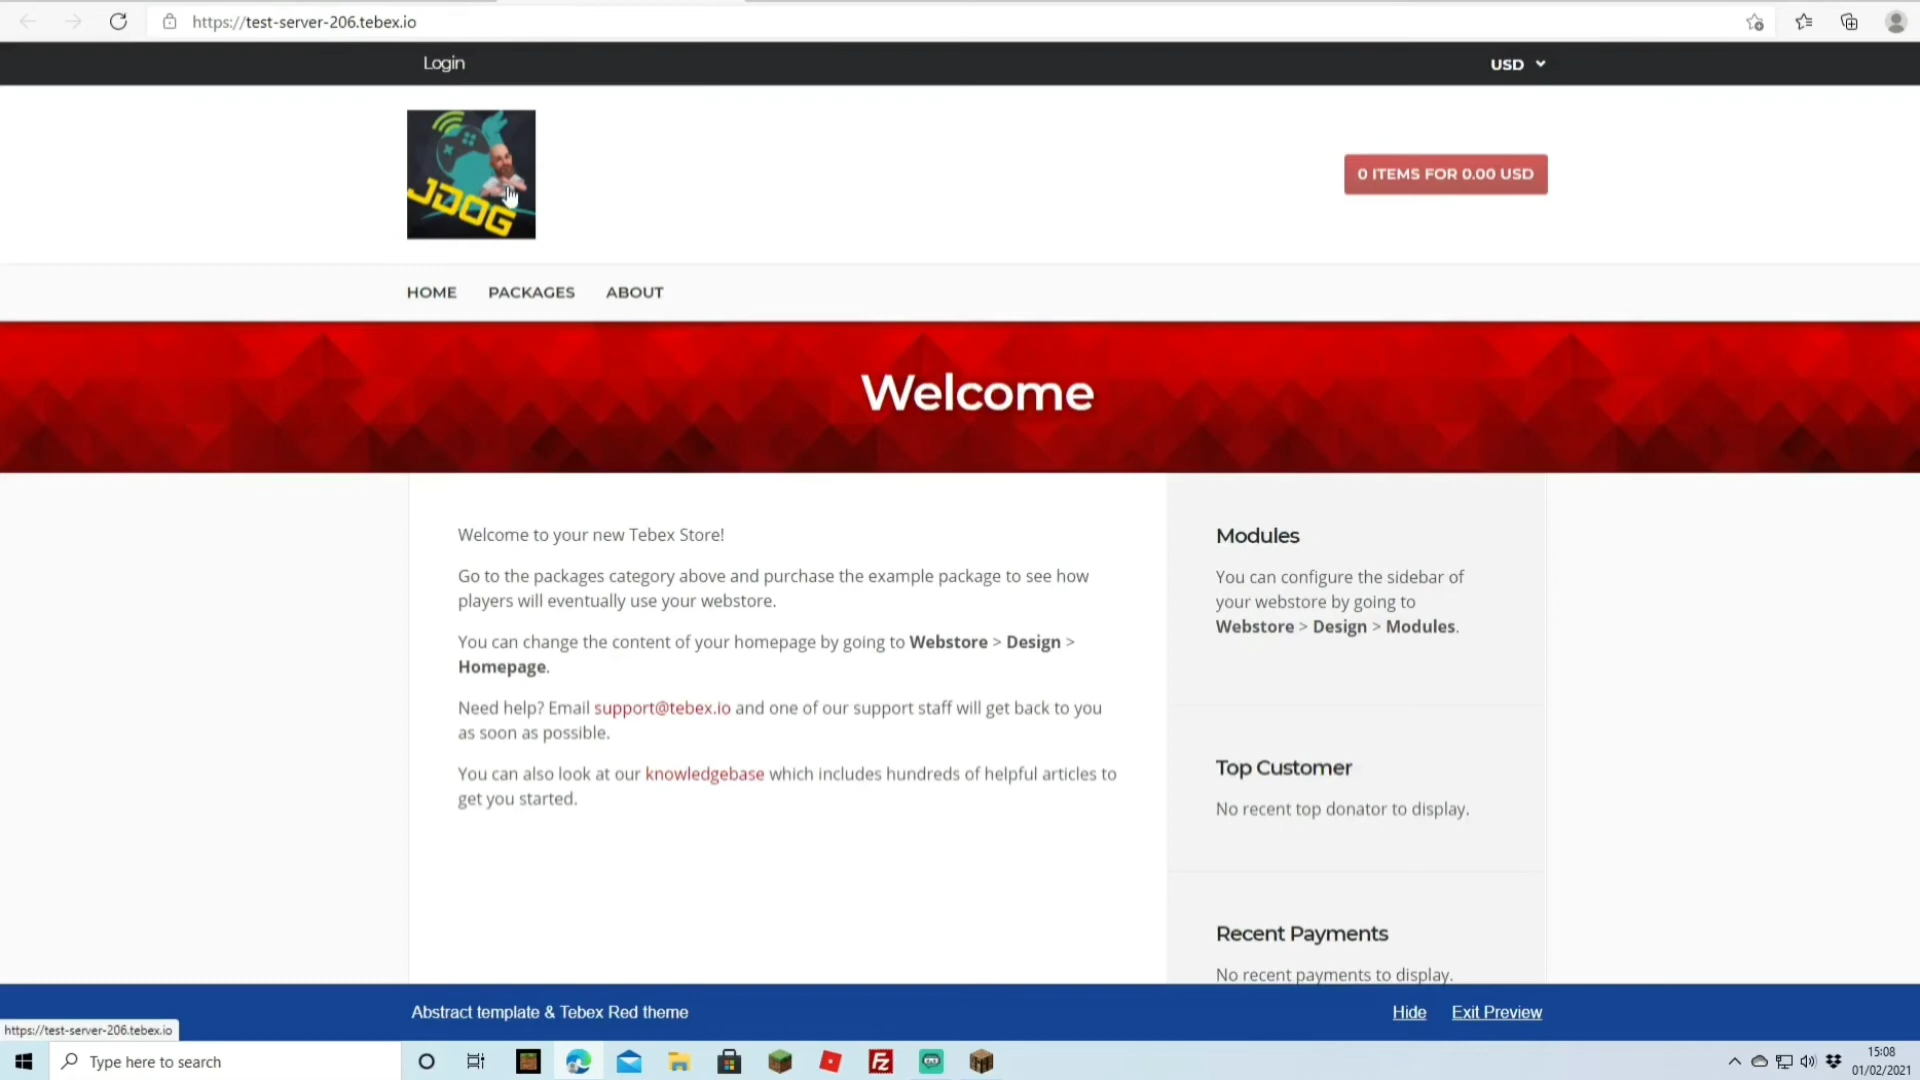 https://test-server-206.tebex.io
Login
USD
JDOG
0 ITEMS FOR 0.00 USD
HOME
PACKAGES
ABOUT
Welcome
Welcome to your new Tebex Store!
Go to the packages category above and purchase the example package to see how
players will eventually use your webstore.
You can change the content of your homepage by going to Webstore > Design >
Homepage.
Need help? Email support@tebex.io and one of our support staff will get back to you
as soon as possible.
You can also look at our knowledgebase which includes hundreds of helpful articles to
get you started.
Modules
You can configure the sidebar of
your webstore by going to
Webstore > Design > Modules.
Top Customer
No recent top donator to display.
Recent Payments
No recent payments to display.
Abstract template & Tebex Red theme
Hide
Exit Preview
https://test-server-206.tebex.io
Type here to search
FZ
15:08
01/02/2021